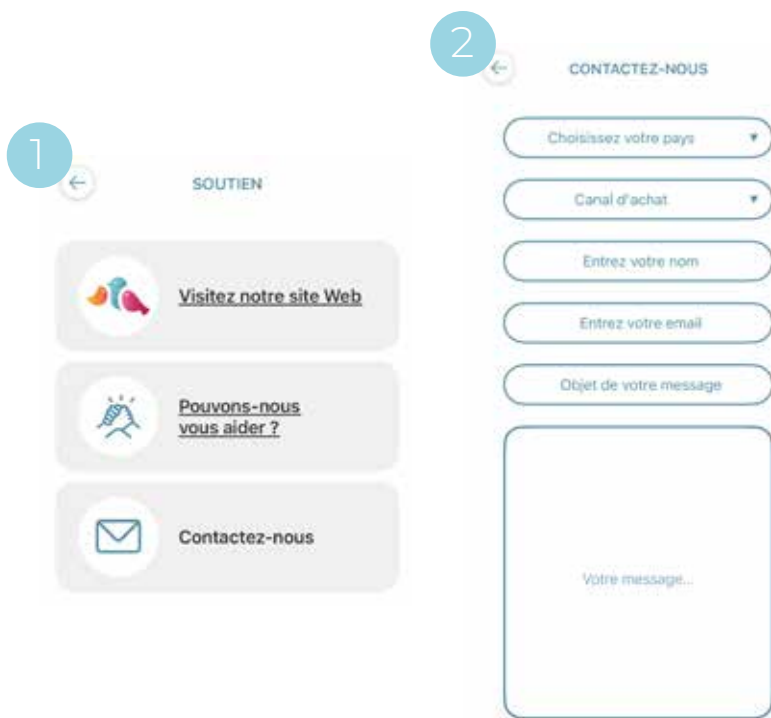 1
SOUTIEN
Visitez notre site Web
Pouvons-nous
vous aider ?
Contactez-nous
2
CONTACTEZ-NOUS
Choisissez votre pays
Canal d'achat
Entrez votre nom
Entrez votre email
Objet de votre message
Votre message...